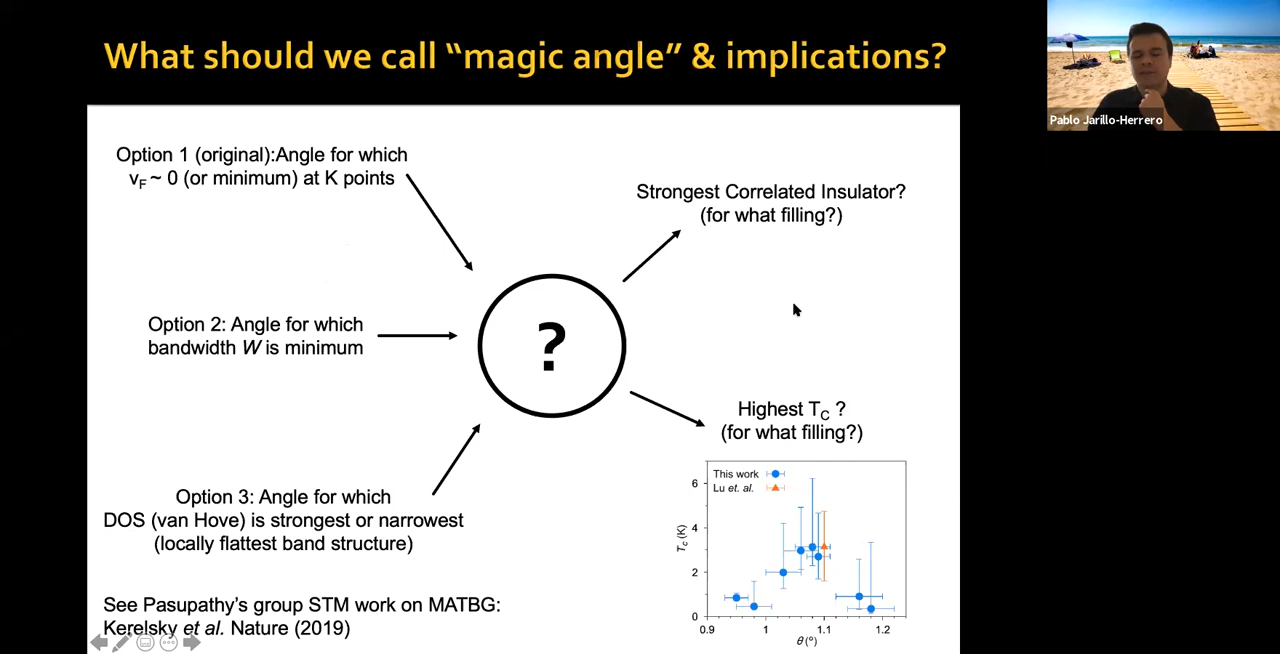 What should we call “magic angle” & implications?
Pablo Jarillo-Herrero
Option 1 (original):Angle for which
vF ~ 0 (or minimum) at K points
Strongest Correlated Insulator?
(for what filling?)
Option 2: Angle for which
bandwidth W is minimum
?
Highest TC ?
(for what filling?)
Option 3: Angle for which
DOS (van Hove) is strongest or narrowest
(locally flattest band structure)
See Pasupathy’s group STM work on MATBG:
Kerelsky et al. Nature (2019)
This work
Lu et. al.
Tc (K)
6
4
2
0
0.9 1 1.1 1.2
θ (°)